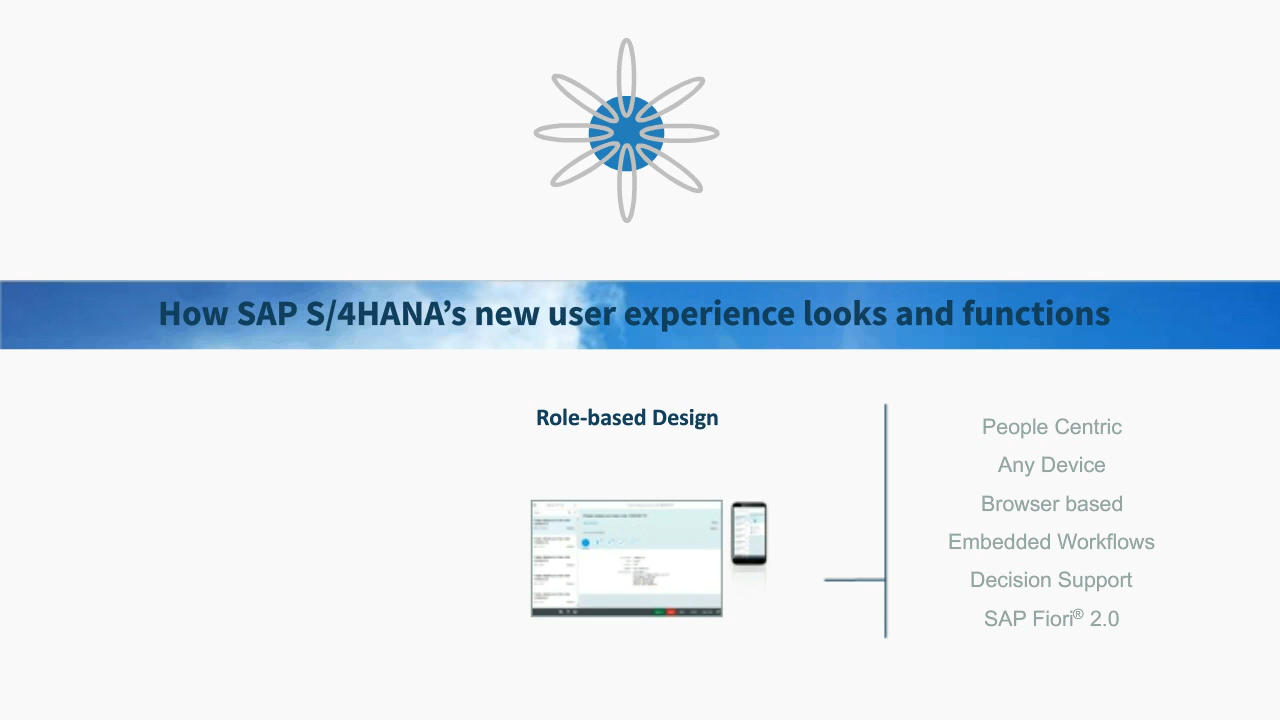 How SAP S/4HANA’s new user experience looks and functions
Role-based Design
People Centric
Any Device
Browser based
Embedded Workflows
Decision Support
SAP Fiori® 2.0